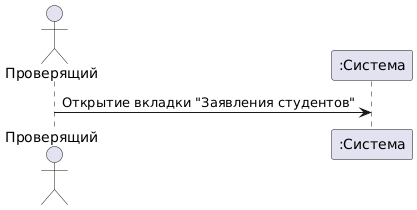 Проверящий
:Система
Открытие вкладки "Заявления студентов"
Проверящий
:Система